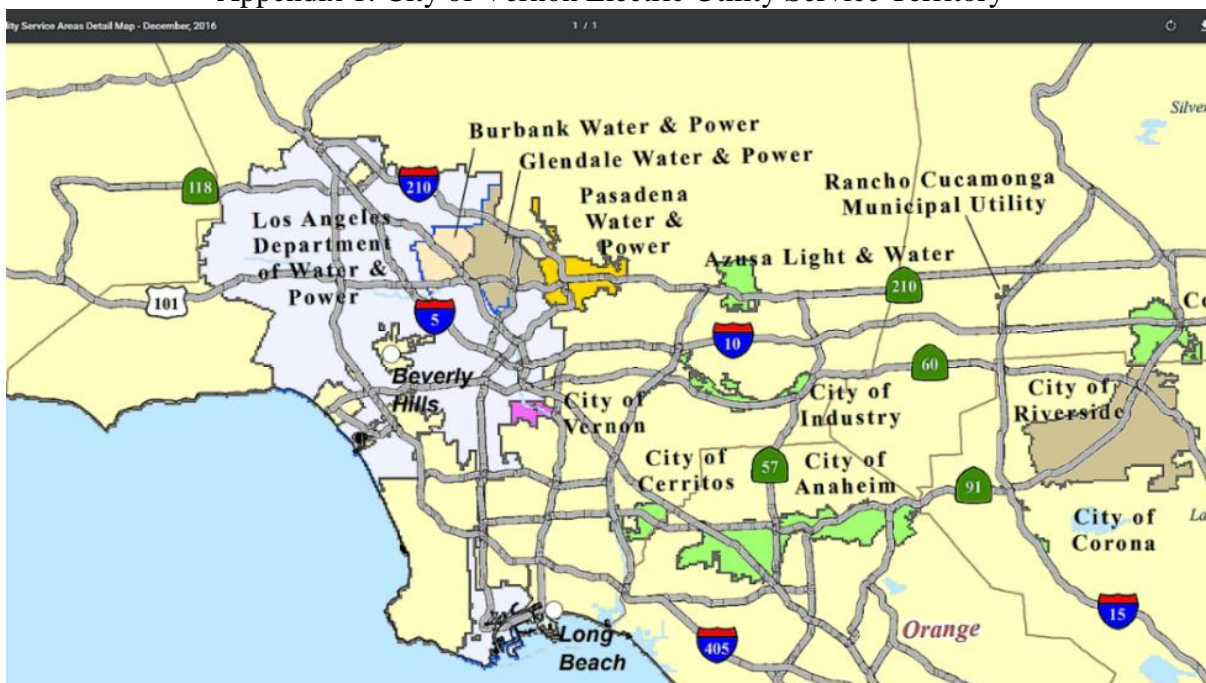 Appendix 1: City of Vernon Electric Utility Service Territory
lity Service Areas Detail Map - December, 2016
1 / 1
Silver
Burbank Water & Power
Glendale Water & Power
118
210
Pasadena
Water &
Power
Rancho Cucamonga
Municipal Utility
Los Angeles
Department
of Water &
Power
Azusa Light & Water
210
101
5
10
60
Co
Beverly
Hills
City of
Vernon
City of
Industry
City of
Riverside
City of
Cerritos
57
City of
Anaheim
91
City of
Corona
La
15
Orange
Long
Beach
405